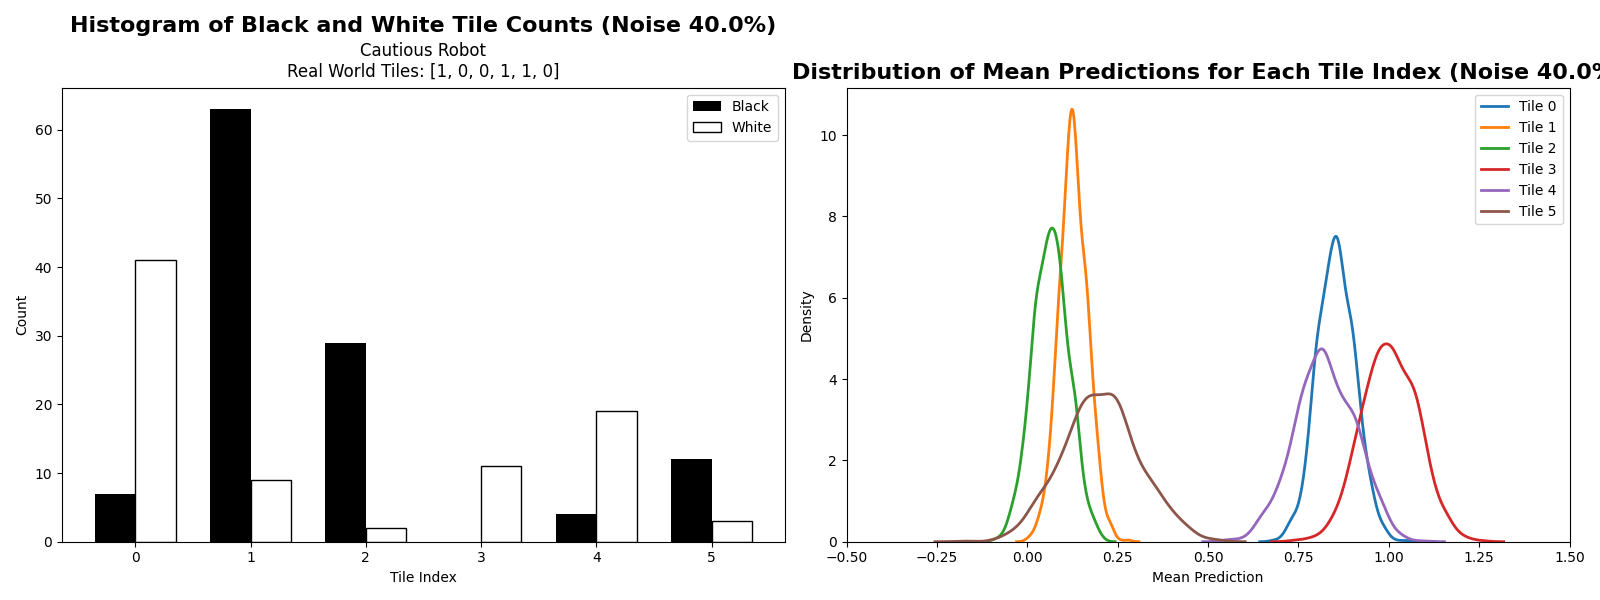 Histogram of Black and White Tile Counts (Noise 40.0%)
Cautious Robot
Real World Tiles: [1, 0, 0, 1, 1, 0]
Black
White
Count
60
50
40
30
20
10
0
0 1 2 3 4 5
Tile Index
Distribution of Mean Predictions for Each Tile Index (Noise 40.0%
Tile 0
Tile 1
Tile 2
Tile 3
Tile 4
Tile 5
Density
10
8
6
4
2
0
−0.50 −0.25 0.00 0.25 0.50 0.75 1.00 1.25 1.50
Mean Prediction